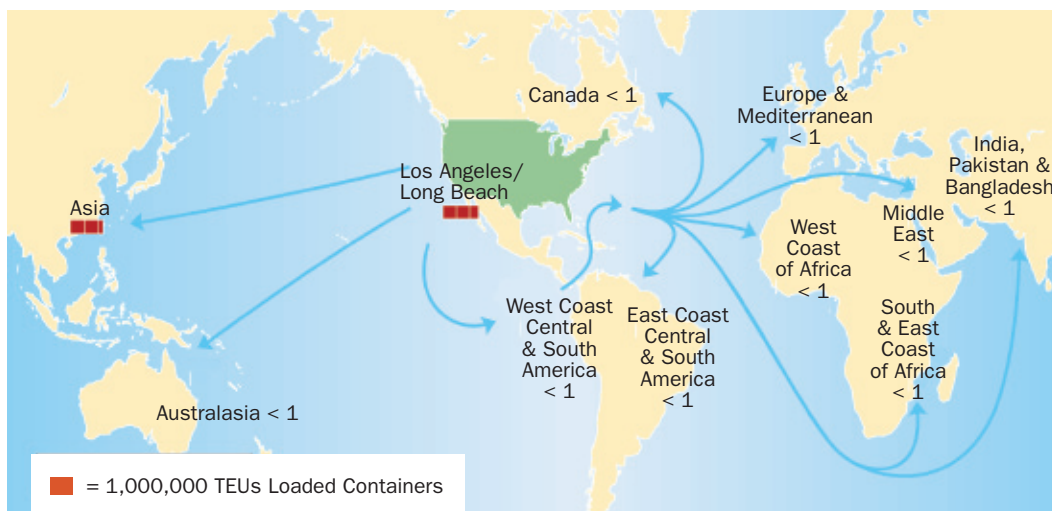 Canada < 1
Europe &
Mediterranean
< 1
India,
Pakistan &
Bangladesh
< 1
Los Angeles/
Long Beach
Asia
Middle
East
< 1
West
Coast
of Africa
< 1
West Coast
Central
& South
America
< 1
East Coast
Central
& South
America
< 1
South
& East
Coast
of Africa
< 1
Australasia < 1
= 1,000,000 TEUs Loaded Containers